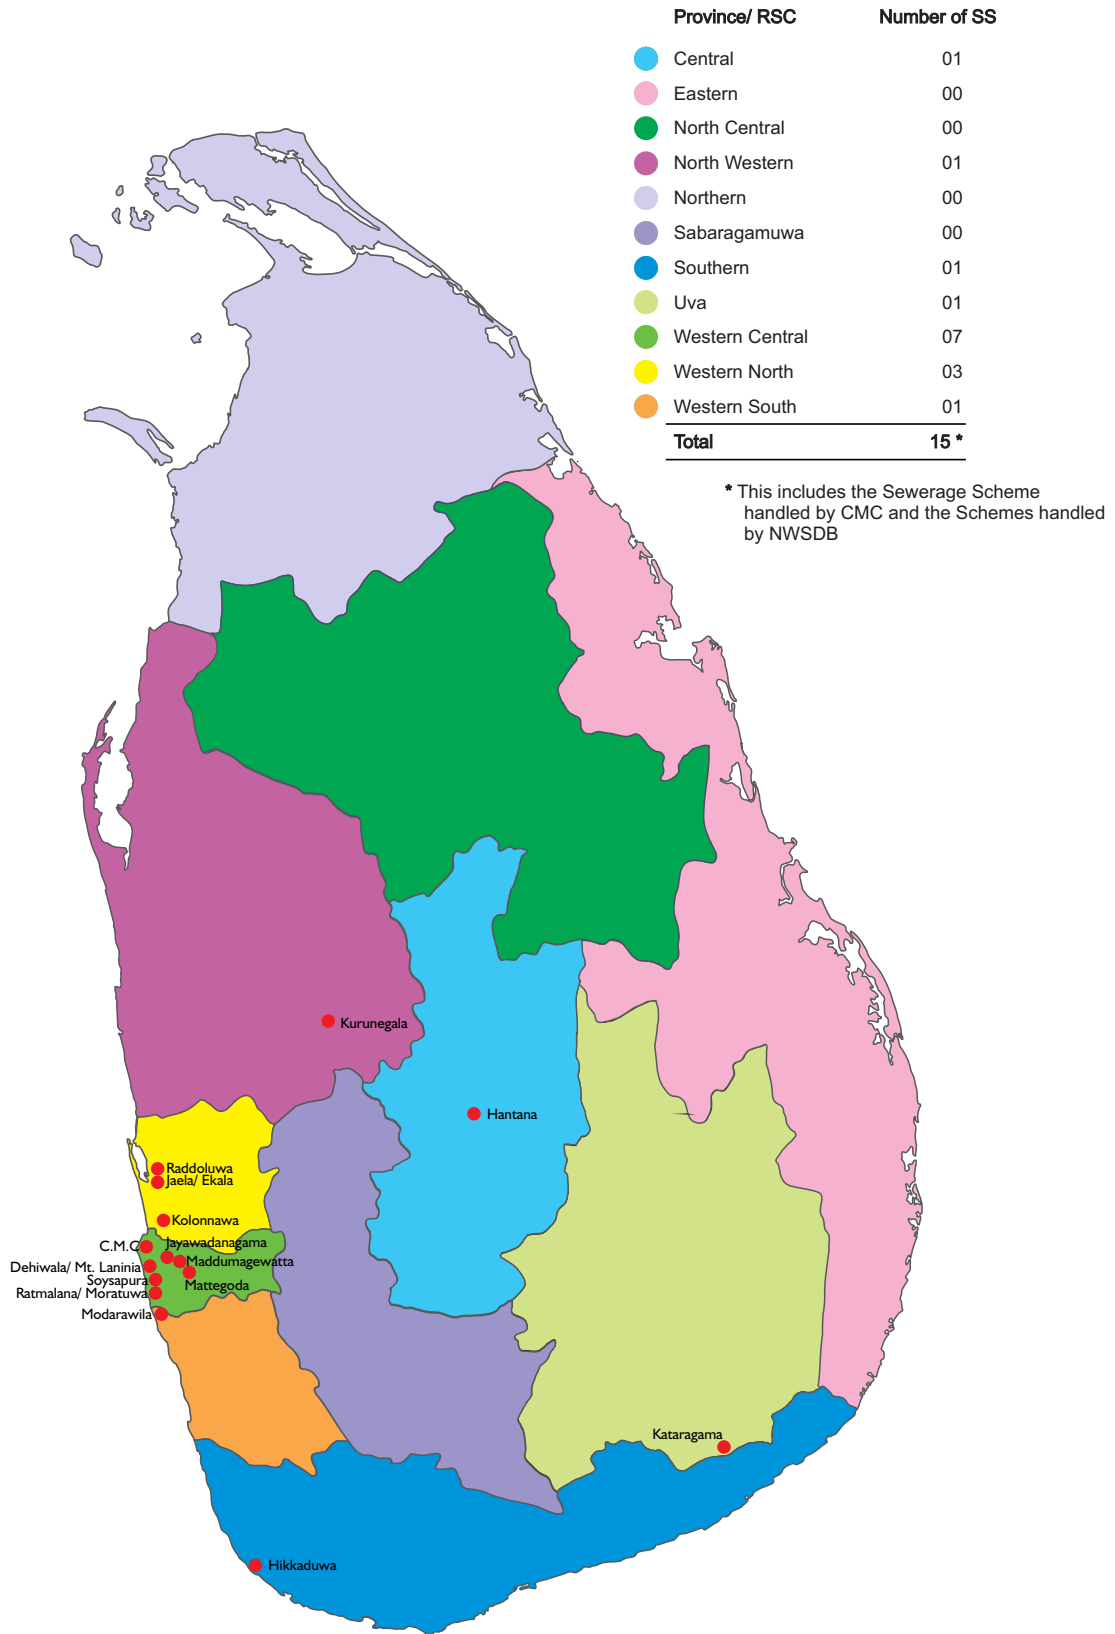 Province/ RSC Number of SS
Central 01
Eastern 00
North Central 00
North Western 01
Northern 00
Sabaragamuwa 00
Southern 01
Uva 01
Western Central 07
Western North 03
Western South 01
Total 15 *
* This includes the Sewerage Scheme
handled by CMC and the Schemes handled
by NWSDB
Kurunegala
Hantana
Raddoluwa
Jaela/ Ekala
Kolonnawa
Jayawadanagama
C.M.C
Maddumagewatta
Dehiwala/ Mt. Laninia
Soysapura
Mattegoda
Ratmalana/ Moratuwa
Modarawila
Kataragama
Hikkaduwa